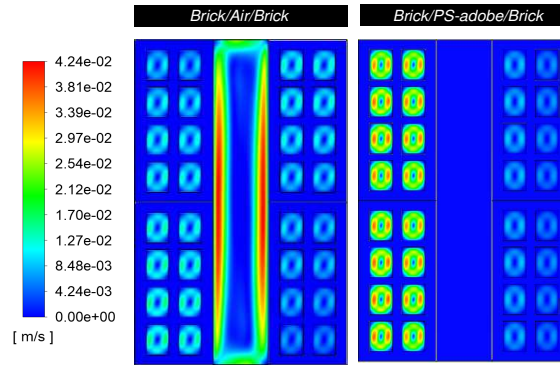 Brick/Air/Brick
Brick/PS-adobe/Brick
4.24e-02
3.81e-02
3.39e-02
2.97e-02
2.54e-02
2.12e-02
1.70e-02
1.27e-02
8.48e-03
4.24e-03
0.00e+00
[ m/s ]